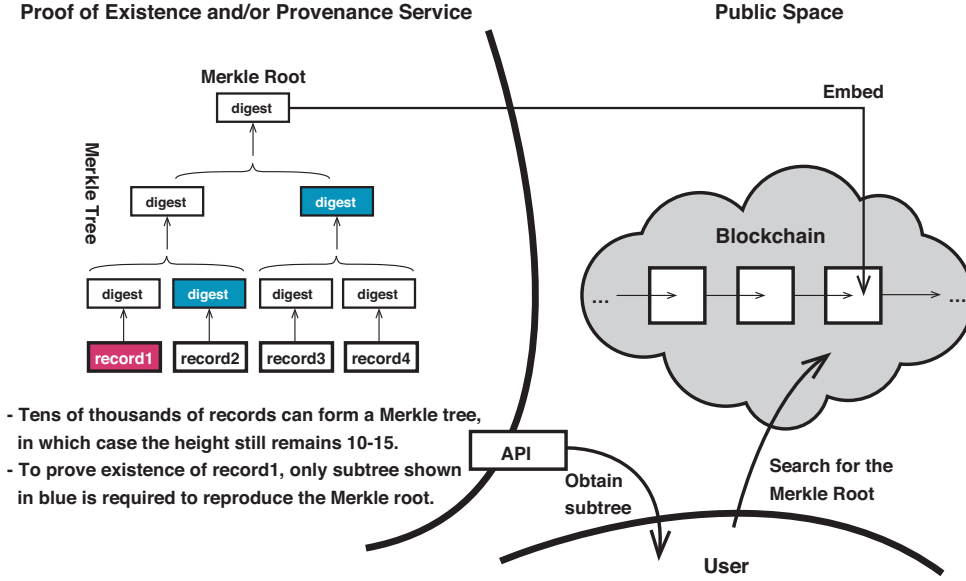 Proof of Existence and/or Provenance Service
Public Space
Merkle Root
digest
Embed
Merkle Tree
digest
digest
Blockchain
digest
digest
digest
digest
...
...
record1
record2
record3
record4
- Tens of thousands of records can form a Merkle tree,
in which case the height still remains 10-15.
- To prove existence of record1, only subtree shown
in blue is required to reproduce the Merkle root.
API
Obtain
subtree
Search for the
Merkle Root
User